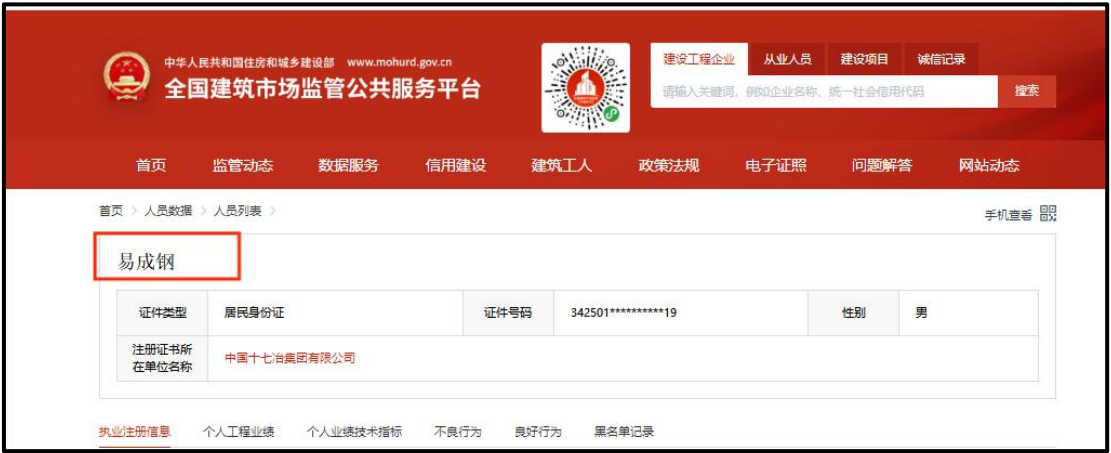 中华人民共和国住房和城乡建设部 www.mohurd.gov.cn
全国建筑市场监管公共服务平台
建设工程企业 从业人员 建设项目 诚信记录
请输入关键词，例如企业名称、统一社会信用代码 搜索
首页 监管动态 数据服务 信用建设 建筑工人 政策法规 电子证照 问题解答 网站动态
首页 > 人员数据 > 人员列表 >
手机查看
易成钢
证件类型 居民身份证 证件号码 342501**********19 性别 男
注册证书所
在单位名称
中国十七冶集团有限公司
执业注册信息 个人工程业绩 个人业绩技术指标 不良行为 良好行为 黑名单记录